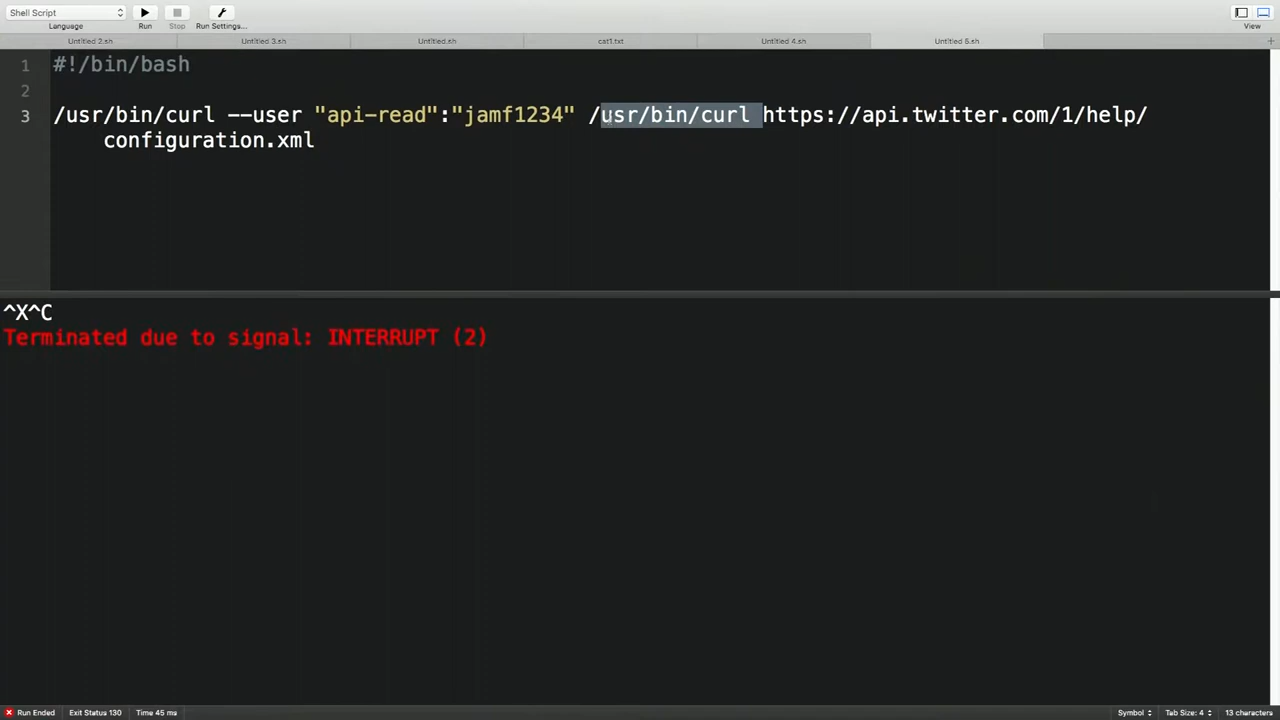 Shell Script
Language
Run
Stop
Run Settings...
View
Untitled 2.sh
Untitled 3.sh
Untitled.sh
cat1.txt
Untitled 4.sh
Untitled 5.sh
1 #!/bin/bash
2
3 /usr/bin/curl --user "api-read":"jamf1234" /usr/bin/curl https://api.twitter.com/1/help/
configuration.xml
^X^C
Terminated due to signal: INTERRUPT (2)
Run Ended Exit Status 130 Time 45 ms Symbol Tab Size: 4 13 characters